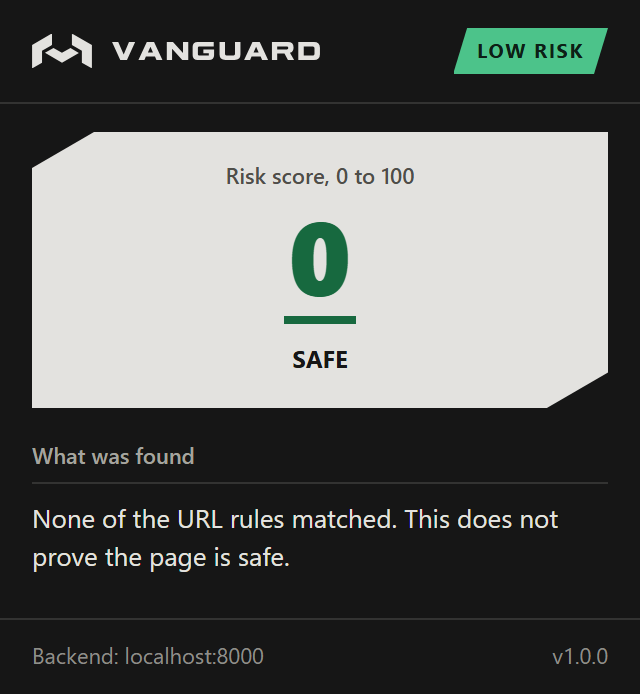 VANGUARD
LOW RISK
Risk score, 0 to 100
0
SAFE
What was found
None of the URL rules matched. This does not
prove the page is safe.
Backend: localhost:8000
v1.0.0